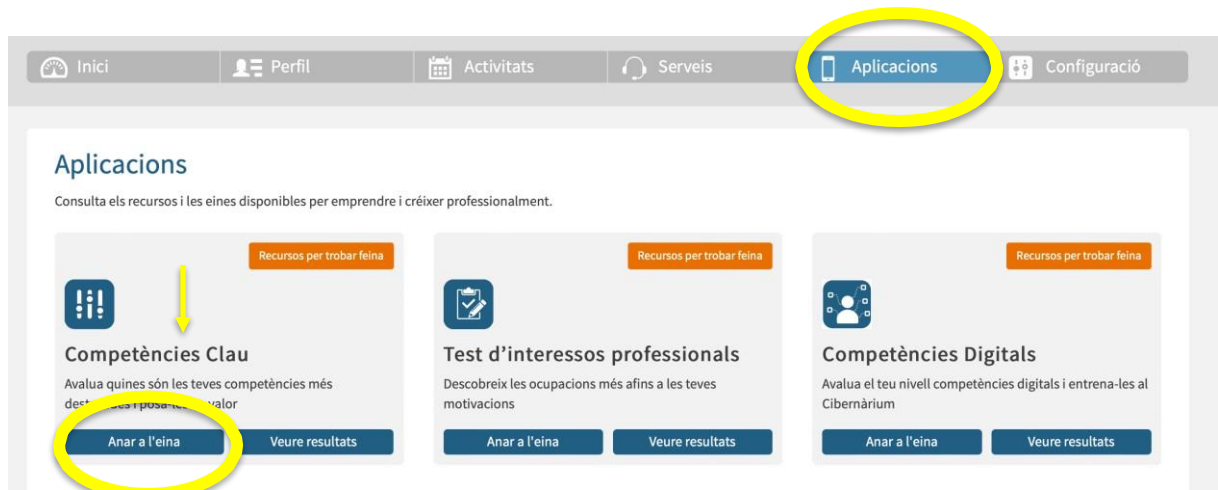 Inici
Perfil
Activitats
Serveis
Aplicacions
Configuració
Aplicacions
Consulta els recursos i les eines disponibles per emprendre i créixer professionalment.
Recursos per trobar feina
Competències Clau
Avalua quines són les teves competències més
i valor
Anar a l'eina
Veure resultats
Recursos per trobar feina
Test d'interessos professionals
Descobreix les ocupacions més afins a les teves
motivacions
Anar a l'eina
Veure resultats
Recursos per trobar feina
Competències Digitals
Avalua el teu nivell competències digitals i entrena-les al
Cibernàrium
Anar a l'eina
Veure resultats